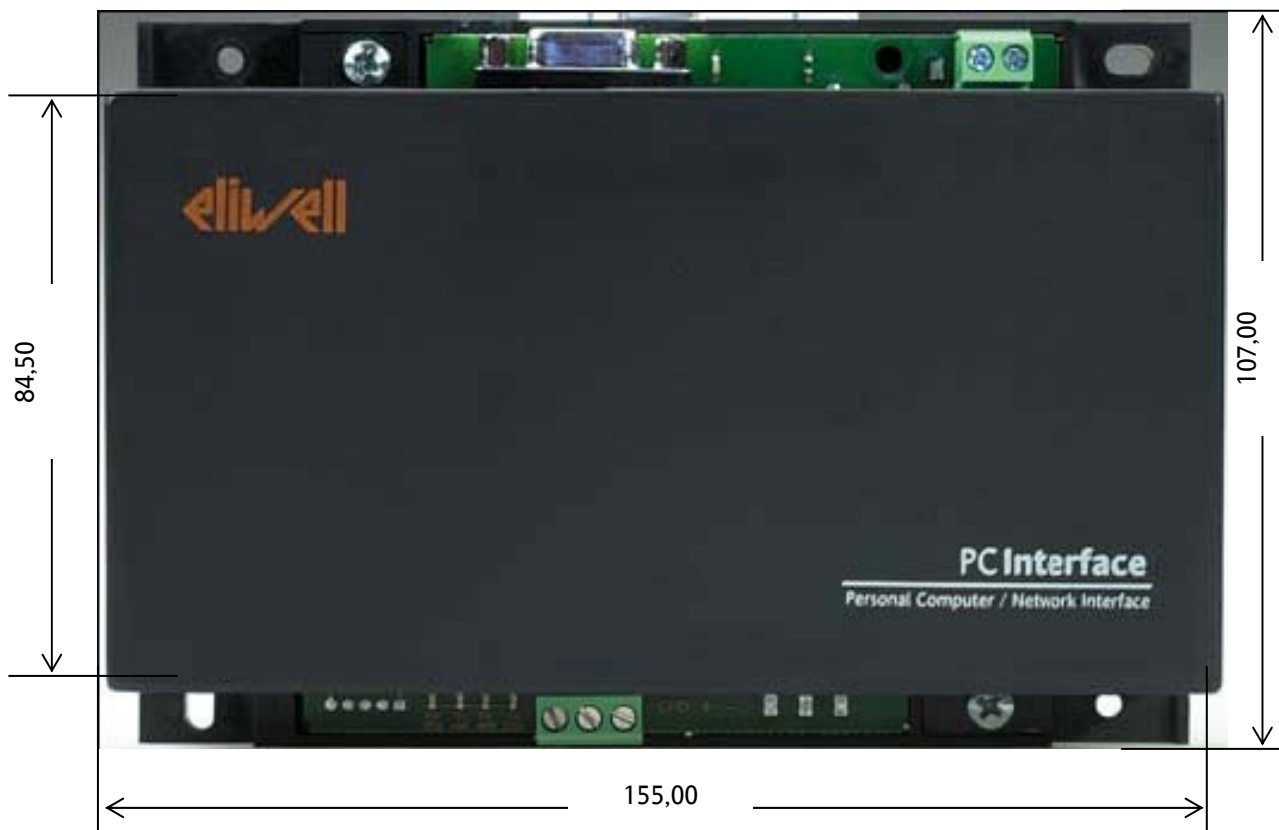 eliwell
84,50
107,00
PC Interface
Personal Computer / Network Interface
155,00